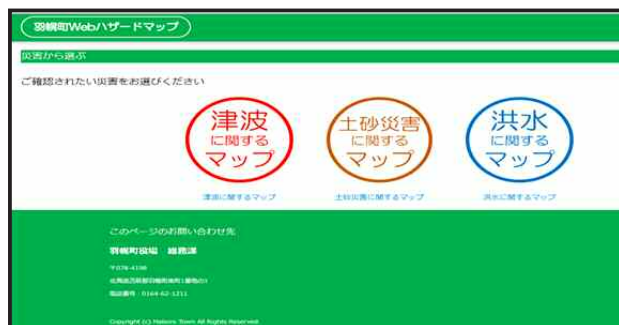 羽幌町Webハザードマップ
災害から選ぶ
ご確認されたい災害をお選びください
津波
に関する
マップ
土砂災害
に関する
マップ
洪水
に関する
マップ
津波に関するマップ
土砂災害に関するマップ
洪水に関するマップ
このページのお問い合わせ先
羽幌町役場 総務課
〒078-4198
電話番号 0164-62-1211
Copyright (c) Haboro Town All Rights Reserved